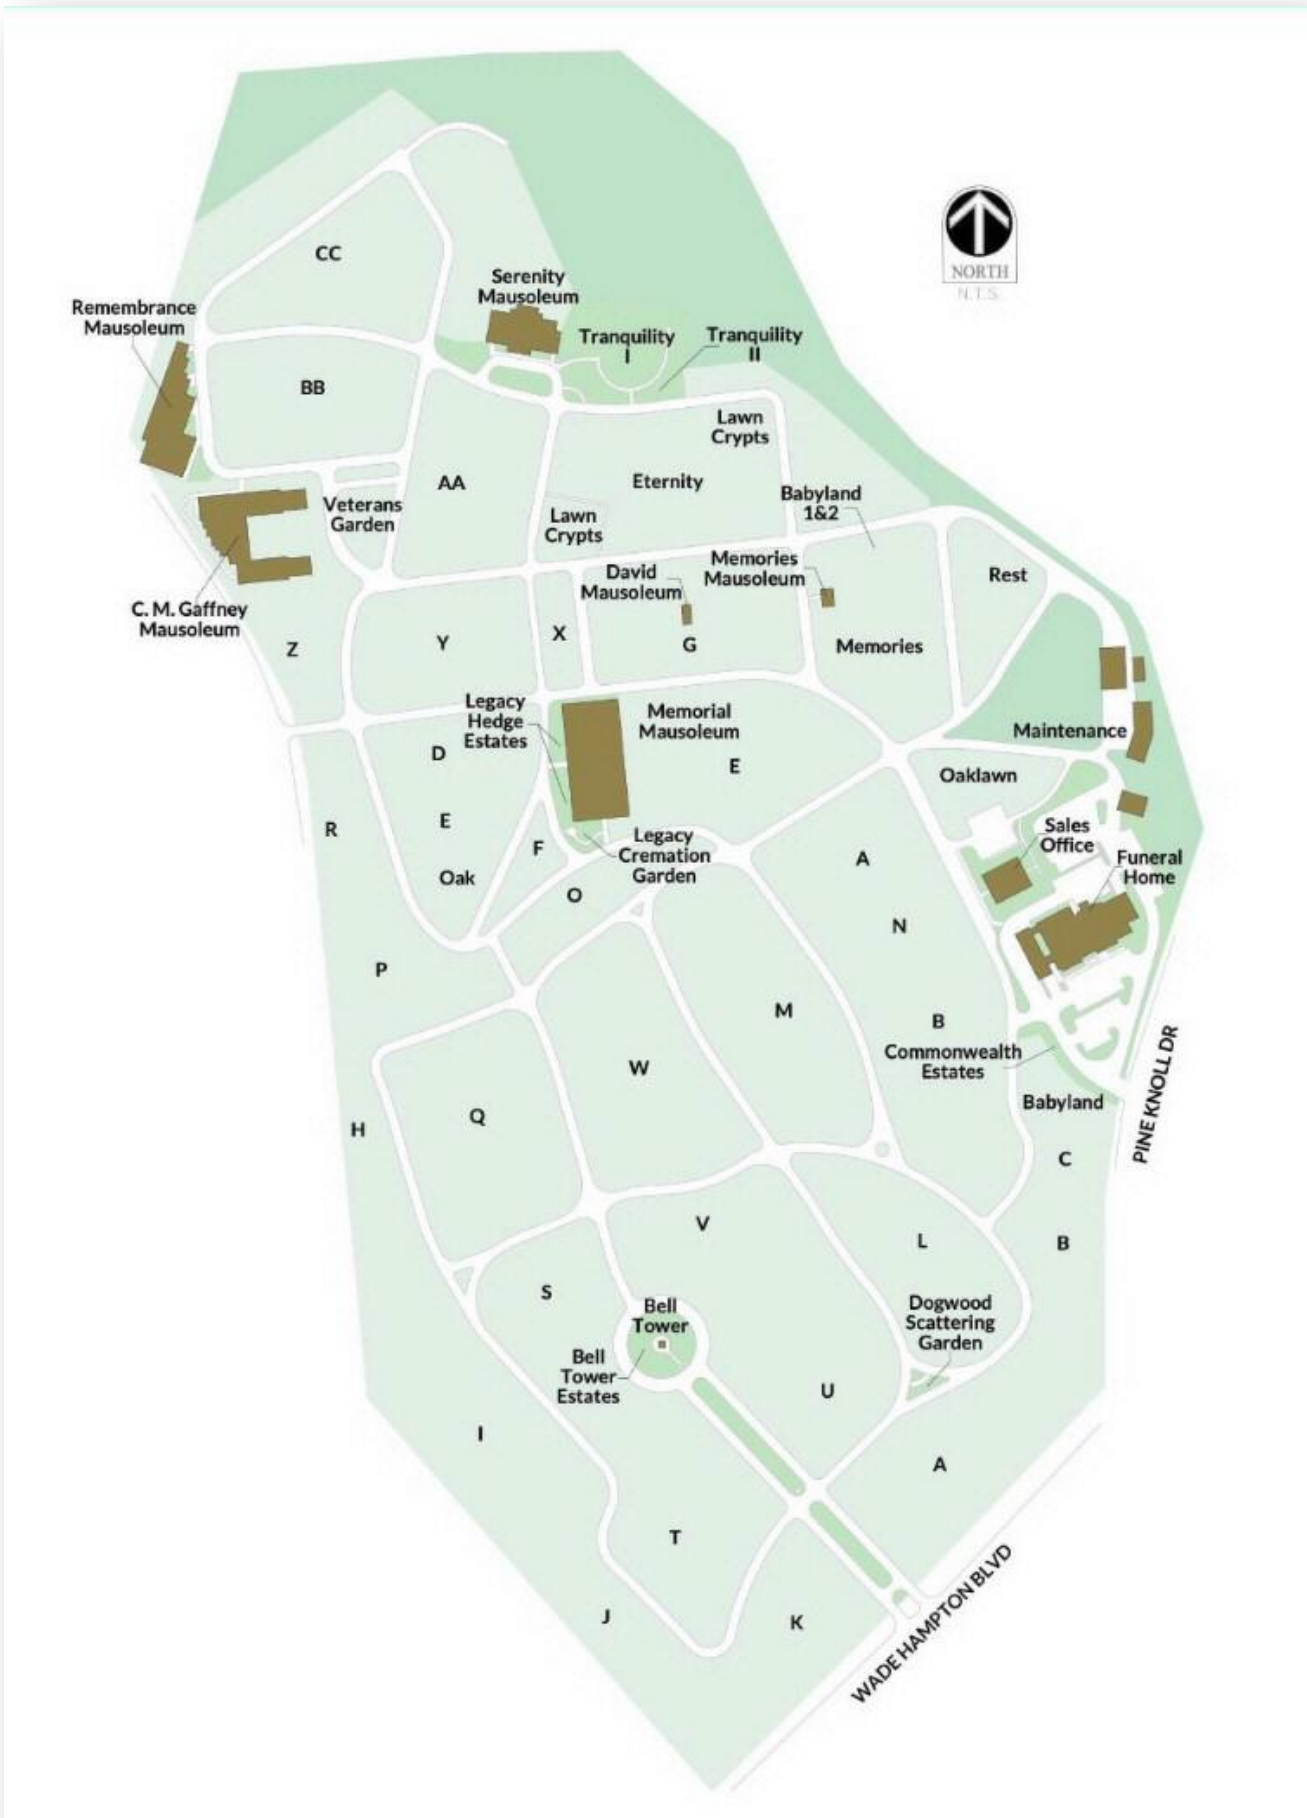 NORTH
N.T.S.
CC
Serenity
Mausoleum
Remembrance
Mausoleum
Tranquility
I
Tranquility
II
BB
Lawn
Crypts
AA
Eternity
Veterans
Garden
Babyland
1&2
Lawn
Crypts
David
Mausoleum
Memories
Mausoleum
Rest
C. M. Gaffney
Mausoleum
Z
Y
X
G
Memories
Legacy
Hedge
Estates
Memorial
Mausoleum
Maintenance
D
E
Oaklawn
R
E
F
Legacy
Cremation
Garden
Sales
Office
A
Funeral
Home
Oak
O
N
P
M
B
Commonwealth
Estates
W
Babyland
PINE KNOLL DR
Q
H
C
V
L
B
S
Bell
Tower
Dogwood
Scattering
Garden
Bell
Tower
Estates
U
I
A
T
J
K
WADE HAMPTON BLVD